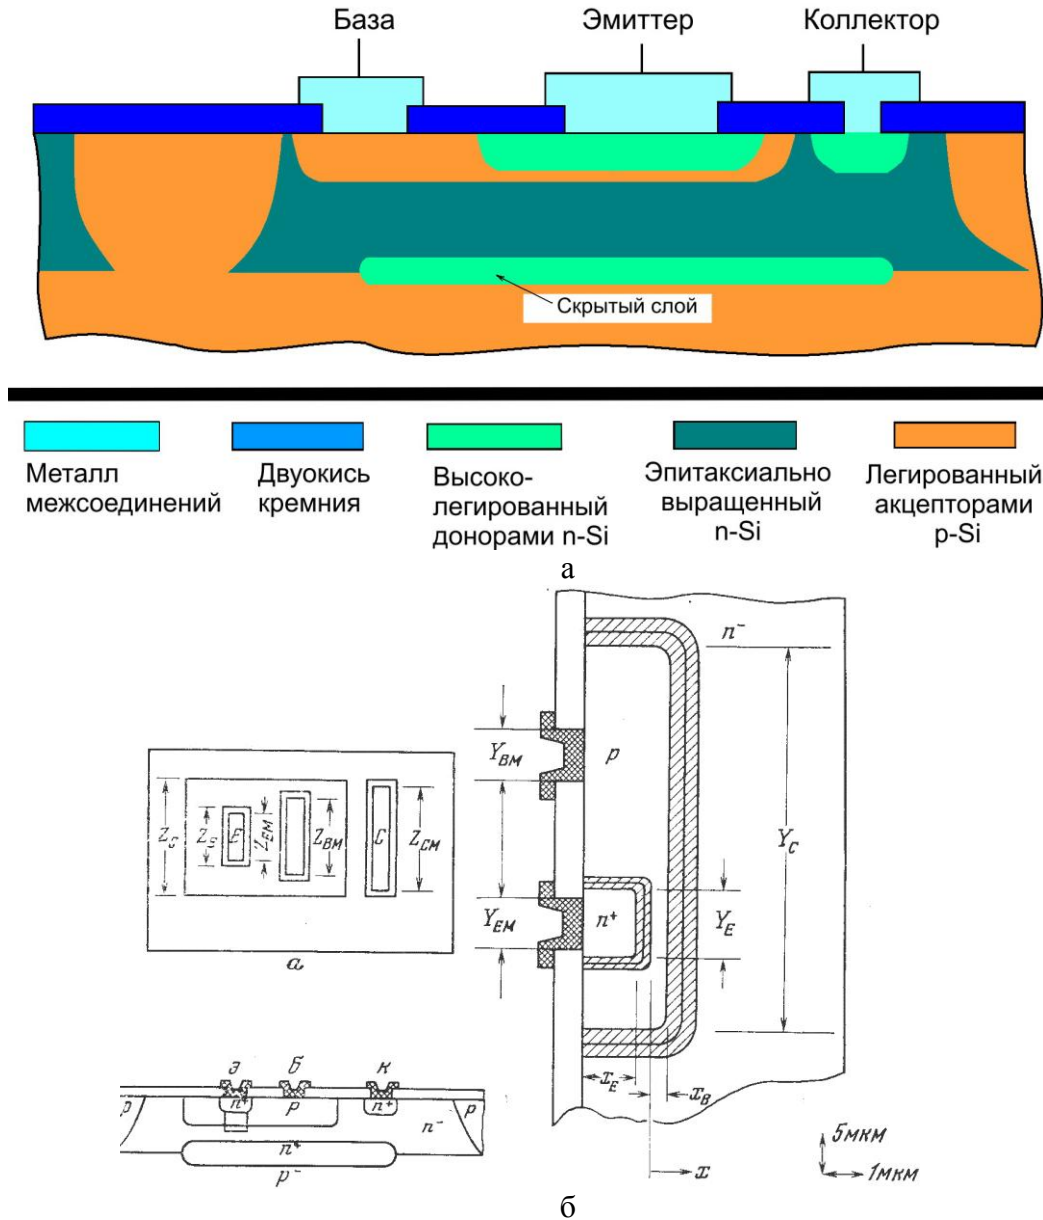 База
Эмиттер
Коллектор
Скрытый слой
Металл
межсоединений
Двуокись
кремния
Высоко-
легированный
донорами n-Si
Эпитаксиально
выращенный
n-Si
Легированный
акцепторами
p-Si
а
n⁻
Y_BM
p
Z_C
Z_E
E
Z_EM
Z_BM
C
Z_CM
Y_C
Y_EM
n⁺
Y_E
а
x_E
x_B
x
5мкм
1мкм
э
б
к
p
n⁺
p
n⁺
n⁻
p
n⁺
p⁻
б